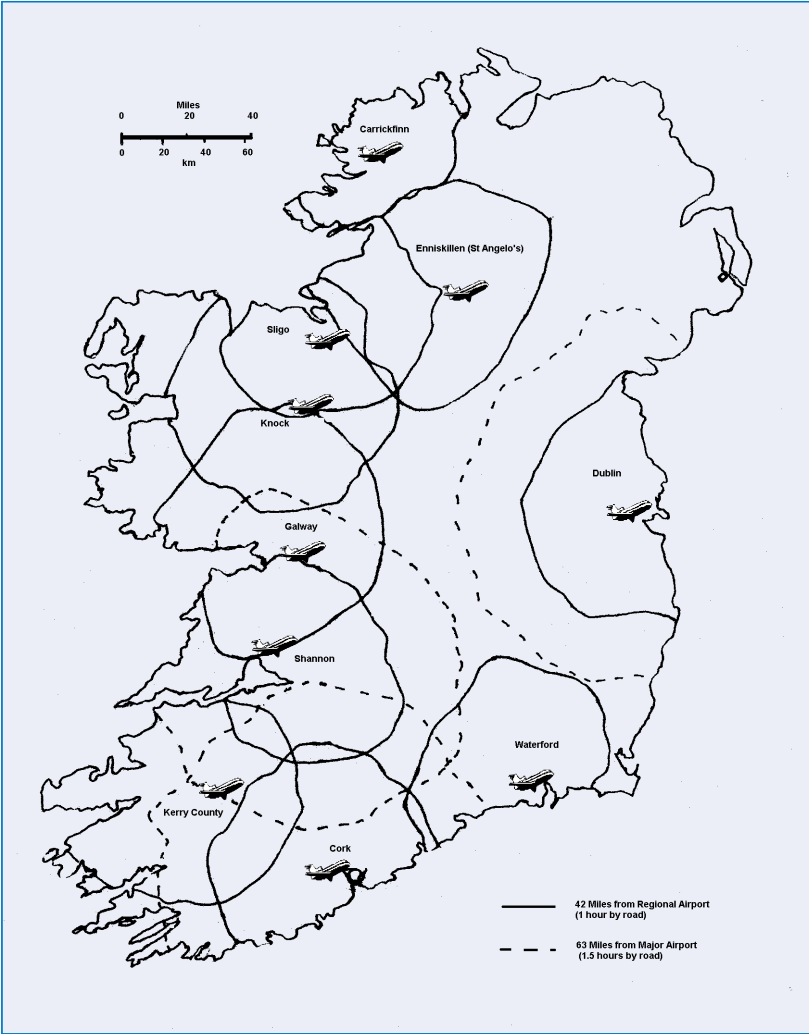 Miles
0 20 40
0 20 40 60
km
Carrickfinn
Enniskillen (St Angelo's)
Sligo
Knock
Dublin
Galway
Shannon
Waterford
Kerry County
Cork
42 Miles from Regional Airport
(1 hour by road)
63 Miles from Major Airport
(1.5 hours by road)